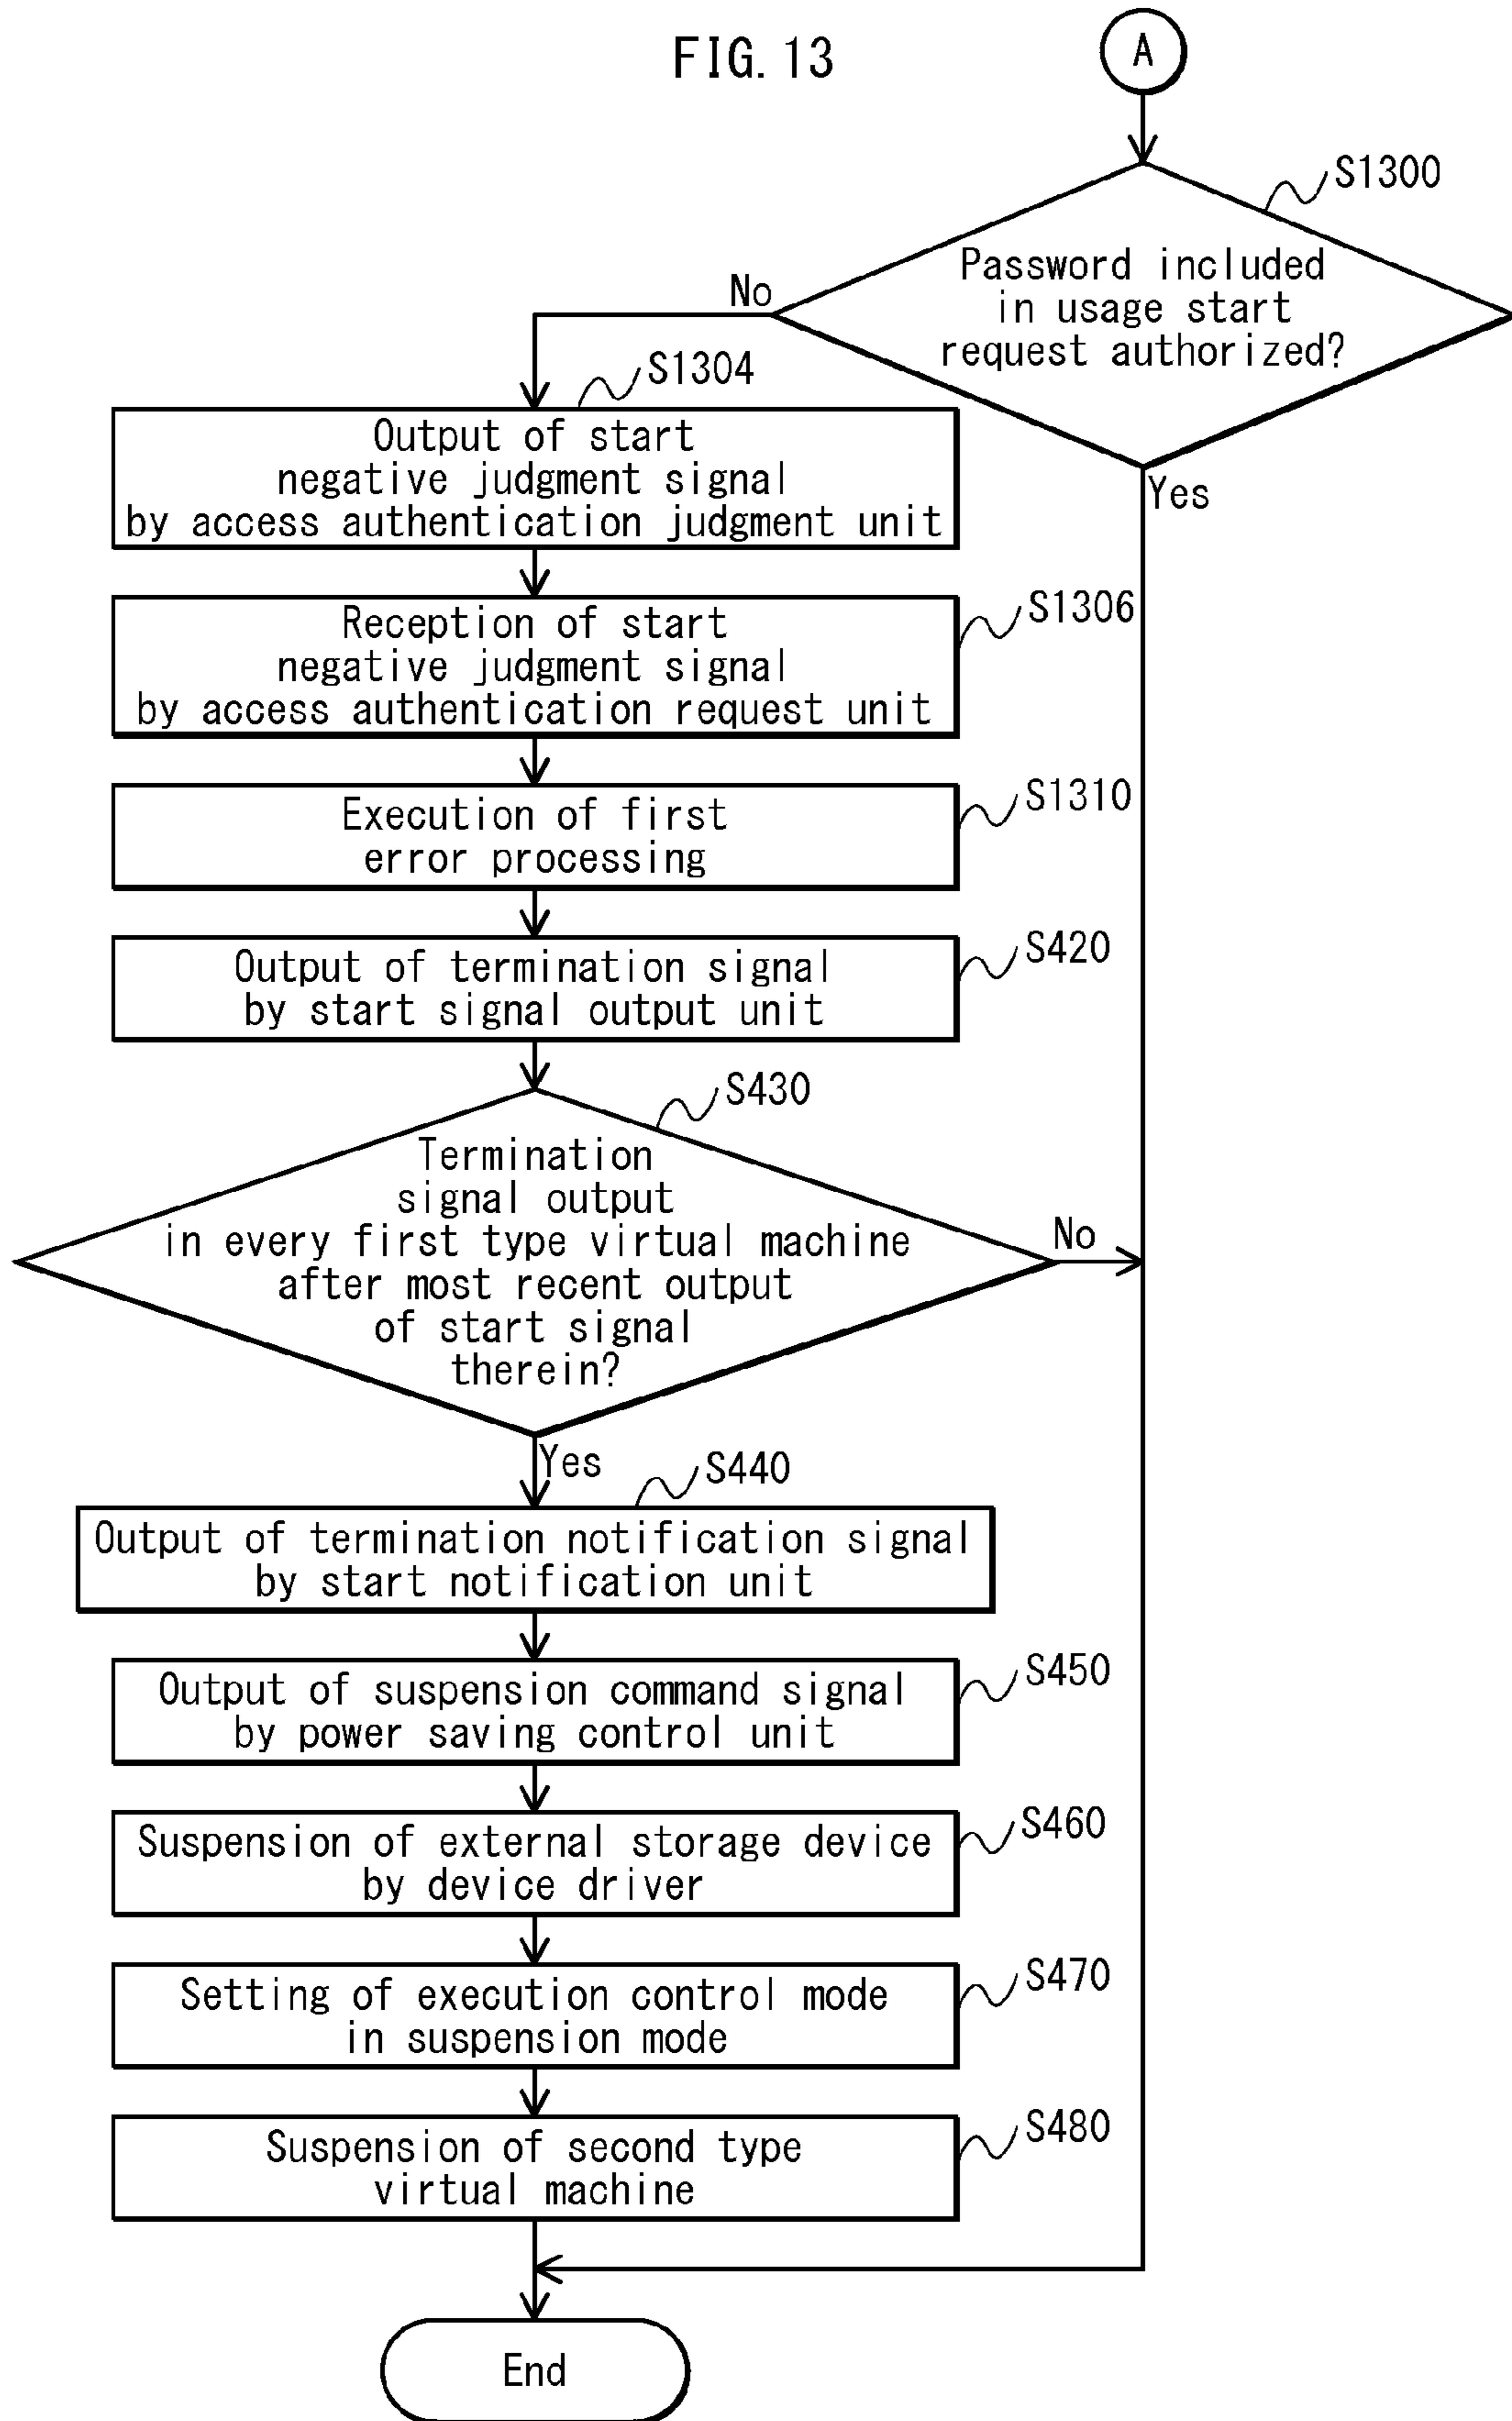 FIG. 13
A
S1300
Password included
in usage start
request authorized?
No
Yes
S1304
Output of start
negative judgment signal
by access authentication judgment unit
Reception of start
negative judgment signal
by access authentication request unit
S1306
Execution of first
error processing
S1310
Output of termination signal
by start signal output unit
S420
S430
Termination
signal output
in every first type virtual machine
after most recent output
of start signal
therein?
No
Yes
S440
Output of termination notification signal
by start notification unit
Output of suspension command signal
by power saving control unit
S450
Suspension of external storage device
by device driver
S460
Setting of execution control mode
in suspension mode
S470
Suspension of second type
virtual machine
S480
End